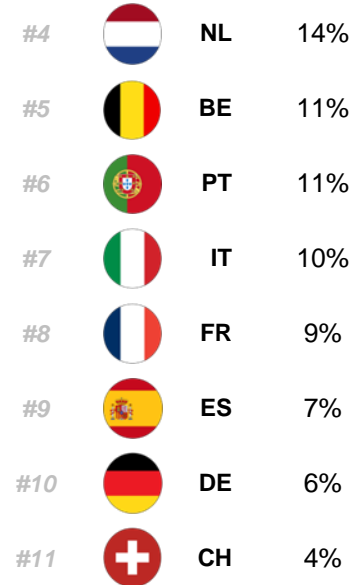 #4 NL 14%
#5 BE 11%
#6 PT 11%
#7 IT 10%
#8 FR 9%
#9 ES 7%
#10 DE 6%
#11 CH 4%